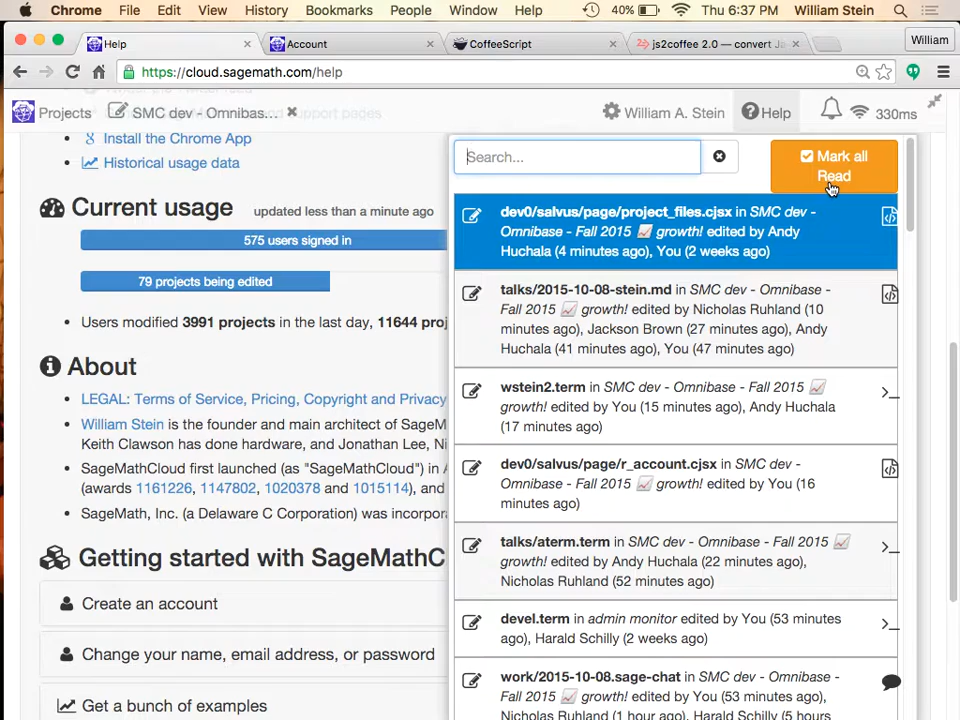 Chrome File Edit View History Bookmarks People Window Help 40% Thu 6:37 PM William Stein
Help Account CoffeeScript js2coffee 2.0 — convert Ja William
https://cloud.sagemath.com/help
Projects SMC dev - Omnibas... William A. Stein Help 330ms
support pages
Install the Chrome App
Historical usage data
Current usage updated less than a minute ago
575 users signed in
79 projects being edited
Users modified 3991 projects in the last day, 11644 proj
About
LEGAL: Terms of Service, Pricing, Copyright and Privacy
William Stein is the founder and main architect of SageM
Keith Clawson has done hardware, and Jonathan Lee, Ni
SageMathCloud first launched (as "SageMathCloud") in A
(awards 1161226, 1147802, 1020378 and 1015114), and
SageMath, Inc. (a Delaware C Corporation) was incorpor
Getting started with SageMathC
Create an account
Change your name, email address, or password
Get a bunch of examples
Search...
Mark all
Read
dev0/salvus/page/project_files.cjsx in SMC dev -
Omnibase - Fall 2015 📈 growth! edited by Andy
Huchala (4 minutes ago), You (2 weeks ago)
talks/2015-10-08-stein.md in SMC dev - Omnibase -
Fall 2015 📈 growth! edited by Nicholas Ruhland (10
minutes ago), Jackson Brown (27 minutes ago), Andy
Huchala (41 minutes ago), You (47 minutes ago)
wstein2.term in SMC dev - Omnibase - Fall 2015 📈
growth! edited by You (15 minutes ago), Andy Huchala
(17 minutes ago)
dev0/salvus/page/r_account.cjsx in SMC dev -
Omnibase - Fall 2015 📈 growth! edited by You (16
minutes ago)
talks/aterm.term in SMC dev - Omnibase - Fall 2015 📈
growth! edited by Andy Huchala (22 minutes ago),
Nicholas Ruhland (52 minutes ago)
devel.term in admin monitor edited by You (53 minutes
ago), Harald Schilly (2 weeks ago)
work/2015-10-08.sage-chat in SMC dev - Omnibase -
Fall 2015 📈 growth! edited by You (53 minutes ago),
Nicholas Ruhland (1 hour ago), Harald Schilly (5 hours